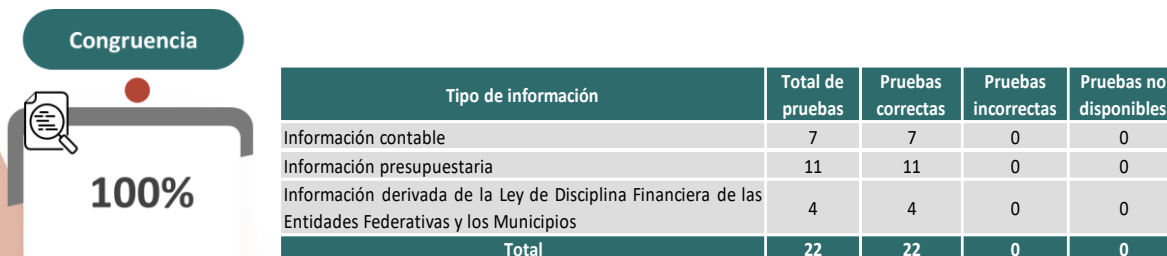 Congruencia
100%
Tipo de información Total de pruebas Pruebas correctas Pruebas incorrectas Pruebas no disponibles
Información contable 7 7 0 0
Información presupuestaria 11 11 0 0
Información derivada de la Ley de Disciplina Financiera de las
Entidades Federativas y los Municipios 4 4 0 0
Total 22 22 0 0